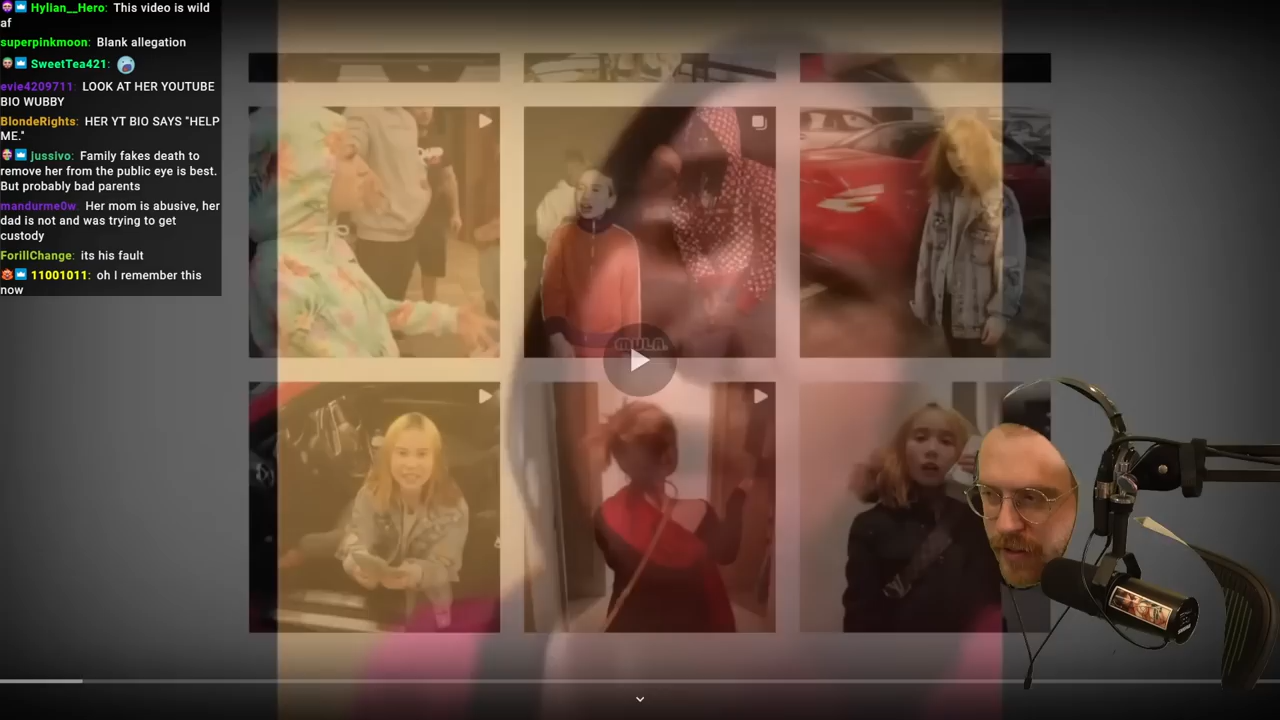 Hylian__Hero: This video is wild
af
superpinkmoon: Blank allegation
SweetTea421:
evie4209711: LOOK AT HER YOUTUBE
BIO WUBBY
BlondeRights: HER YT BIO SAYS "HELP
ME."
jussivo: Family fakes death to
remove her from the public eye is best.
But probably bad parents
mandurme0w: Her mom is abusive, her
dad is not and was trying to get
custody
ForillChange: its his fault
11001011: oh I remember this
now
MULA.